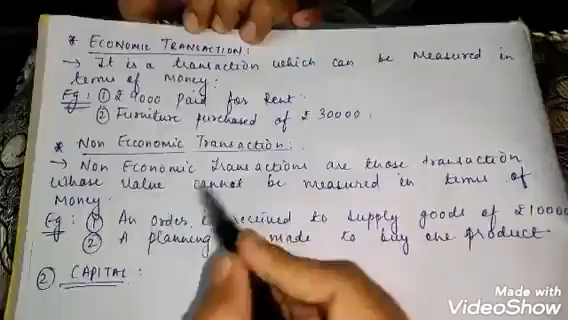 * ECONOMIC TRANSACTION:
→ It is a transaction which can be Measured in
terms of Money:
Eg: ① £ 9000 Paid for Rent.
② Furniture purchased of £ 30000.
* NON ECONOMIC TRANSACTION:
→ Non Economic transactions are those transaction
whose value cannot be measured in terms of
Money.
Eg: ① An order is received to supply goods of £10000
② A planning made to buy one product
② CAPITAL:
Made with
VideoShow